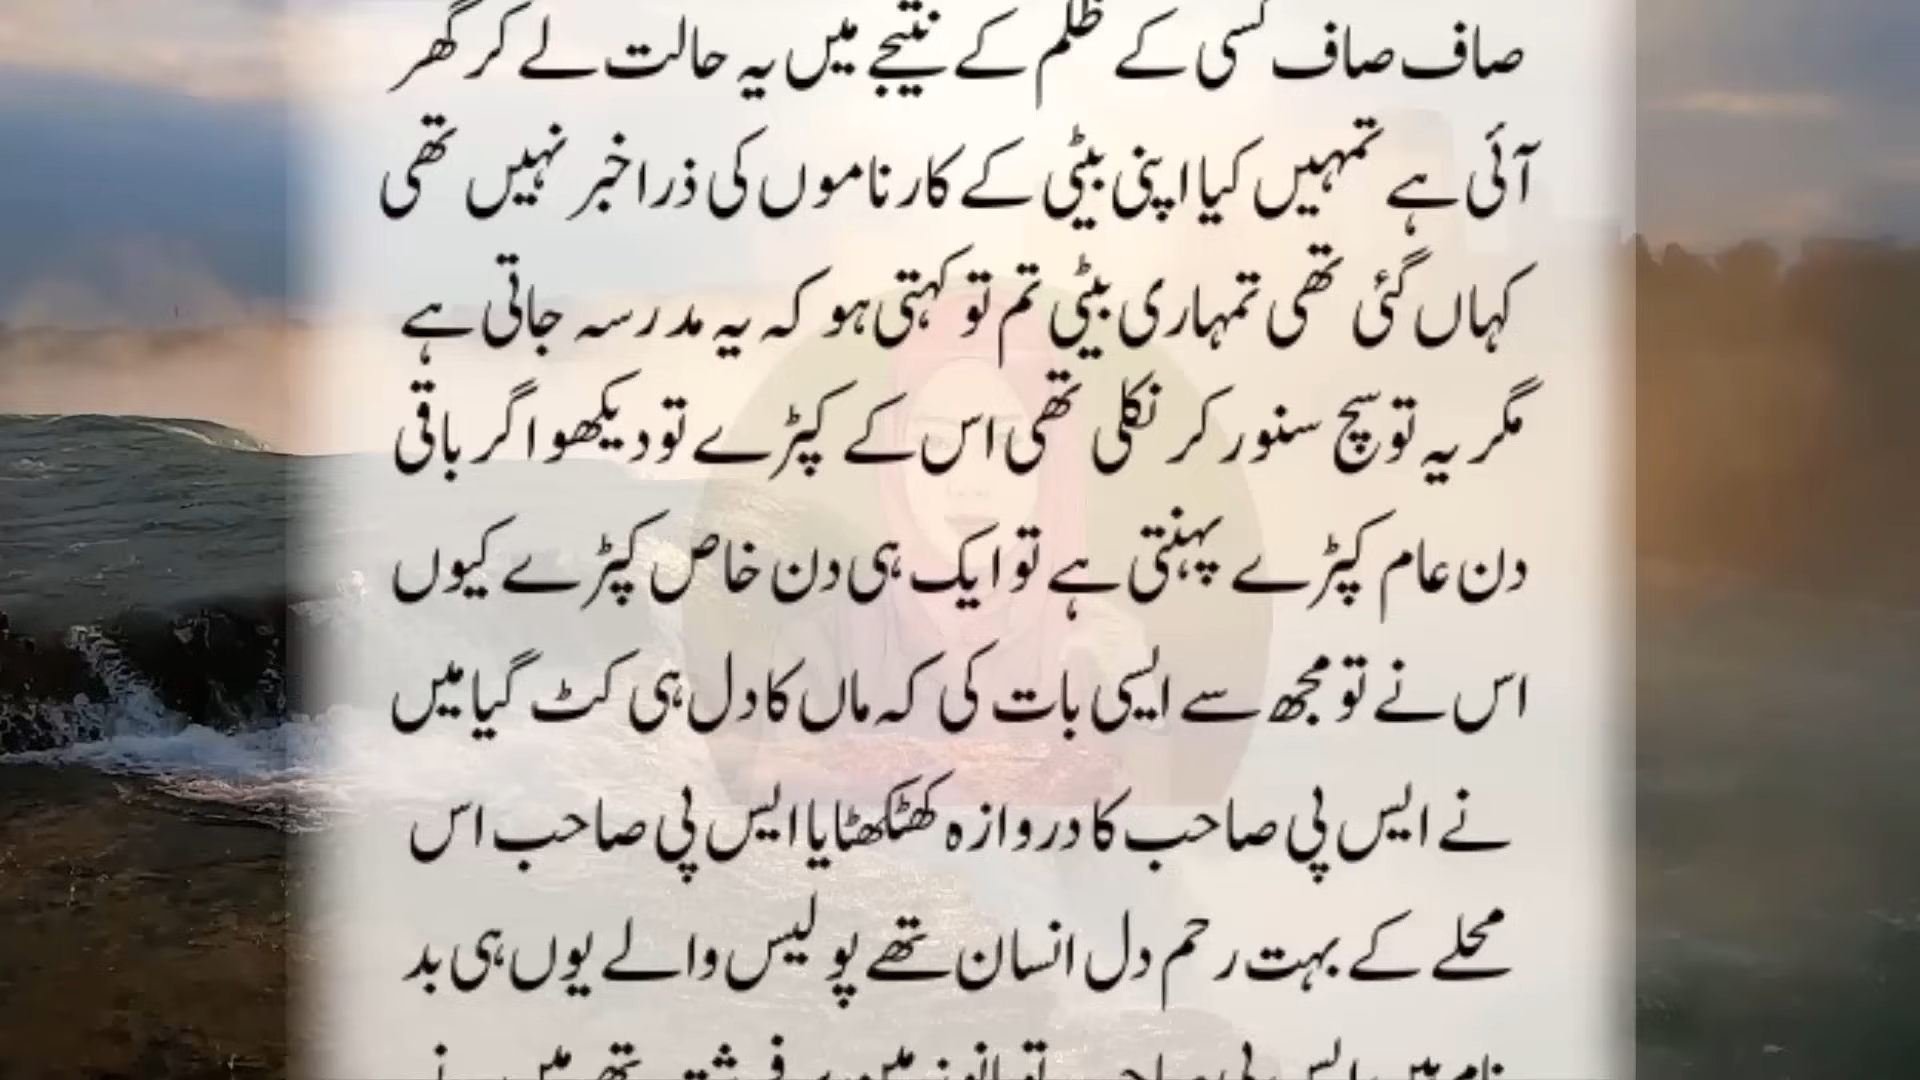 صاف صاف کسی کے ظلم کے نتیجے میں یہ حالت لے کر گھر
آئی ہے تمہیں کیا اپنی بیٹی کے کارناموں کی ذرا خبر نہیں تھی
کہاں گئی تھی تمہاری بیٹی تم تو کہتی ہو کہ یہ مدرسہ جاتی ہے
مگر یہ تو سچ سنور کر نکلی تھی اس کے کپڑے تو دیکھو اگر باقی
دن عام کپڑے پہنتی ہے تو ایک ہی دن خاص کپڑے کیوں
اس نے تو مجھ سے ایسی بات کی کہ ماں کا دل ہی کٹ گیا میں
نے ایس پی صاحب کا دروازہ کھٹکھٹایا ایس پی صاحب اس
محلے کے بہت رحم دل انسان تھے پولیس والے یوں ہی بد